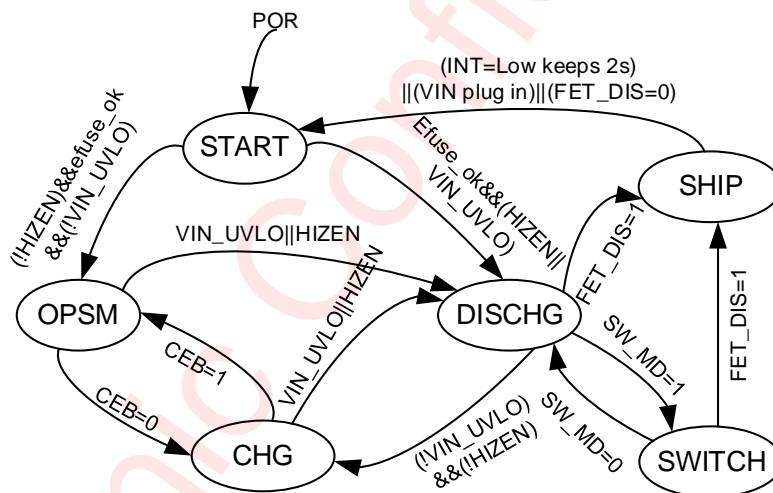 POR
(INT=Low keeps 2s)
||(VIN plug in)||(FET_DIS=0)
START
SHIP
(!HIZEN)&&efuse_ok
&&(!VIN_UVLO)
Efuse_ok&&(HIZEN||
VIN_UVLO)
FET_DIS=1
VIN_UVLO||HIZEN
OPSM
DISCHG
VIN_UVLO||HIZEN
FET_DIS=1
CEB=1
SW_MD=1
CEB=0
CHG
(!VIN_UVLO)
&&(!HIZEN)
SW_MD=0
SWITCH